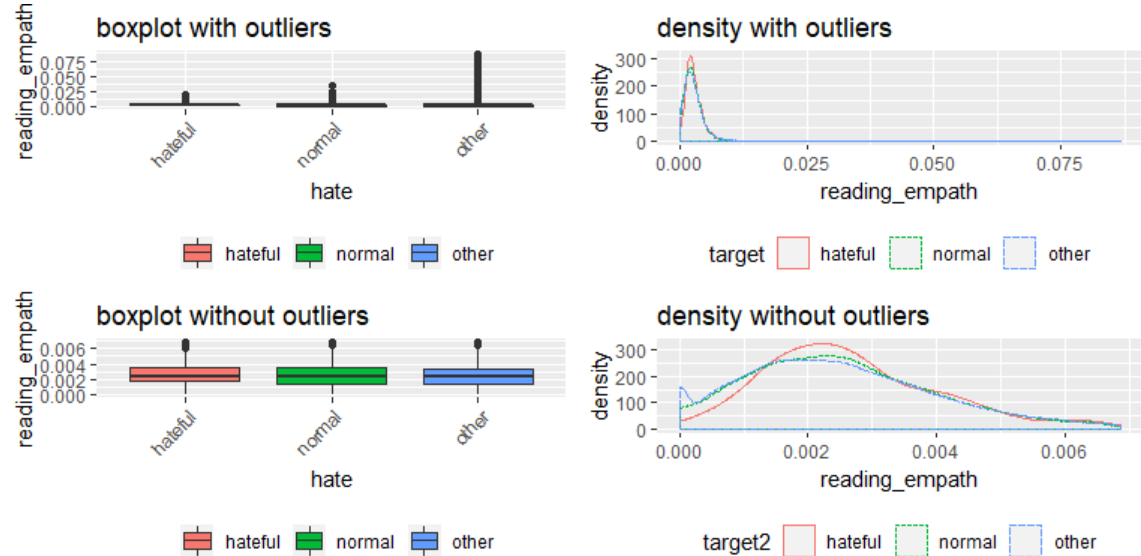 boxplot with outliers
reading_empath
0.075
0.050
0.025
0.000
hateful
normal
other
hate
hateful normal other
density with outliers
density
300
200
100
0
0.000 0.025 0.050 0.075
reading_empath
target hateful normal other
boxplot without outliers
reading_empath
0.006
0.004
0.002
0.000
hateful
normal
other
hate
hateful normal other
density without outliers
density
300
200
100
0
0.000 0.002 0.004 0.006
reading_empath
target2 hateful normal other